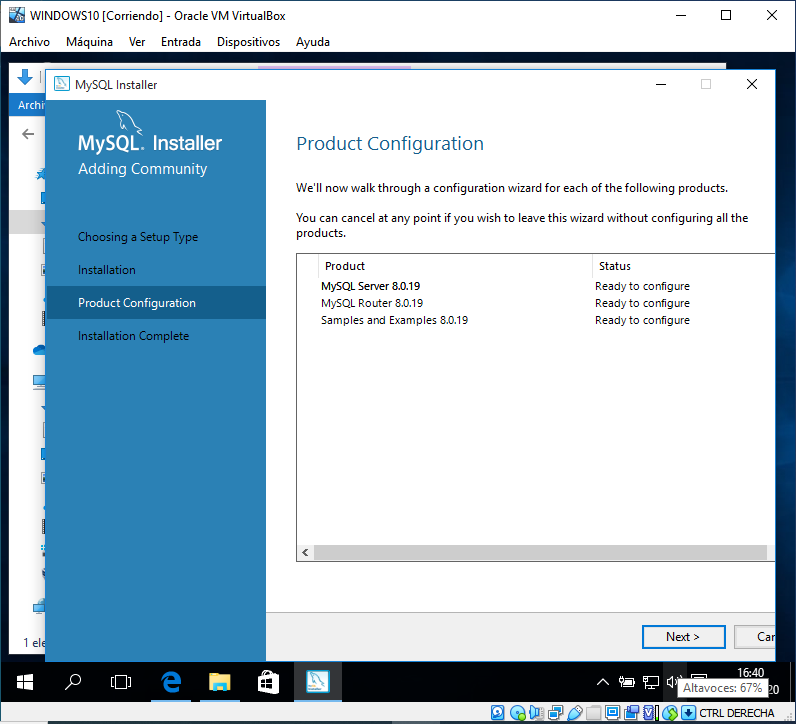 WINDOWS10 [Corriendo] - Oracle VM VirtualBox
Archivo Máquina Ver Entrada Dispositivos Ayuda
MySQL Installer
Archi
MySQL. Installer
Adding Community
Choosing a Setup Type
Installation
Product Configuration
Installation Complete
Product Configuration
We'll now walk through a configuration wizard for each of the following products.
You can cancel at any point if you wish to leave this wizard without configuring all the
products.
Product Status
MySQL Server 8.0.19 Ready to configure
MySQL Router 8.0.19 Ready to configure
Samples and Examples 8.0.19 Ready to configure
Next > Car
1 ele
16:40
20
Altavoces: 67%
CTRL DERECHA